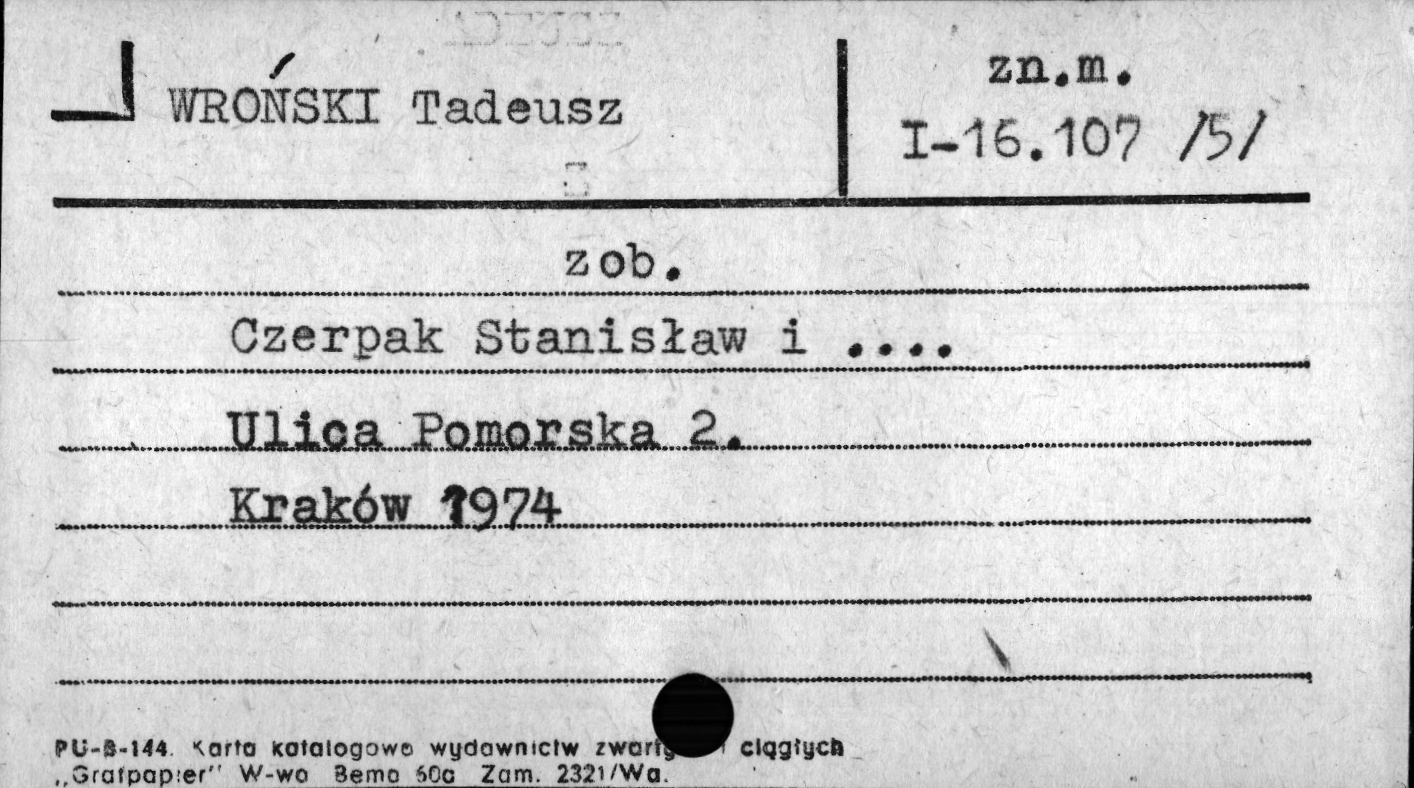 WROŃSKI Tadeusz
zn.m.
I-16.107 /5/
zob.
Czerpak Stanisław i ....
Ulica Pomorska 2.
Kraków 1974
PU-B-144. Karta katalogowa wydawnictw ciągłych
„Grafpapier" W-wa Bema 60a Zam. 2321/Wa.